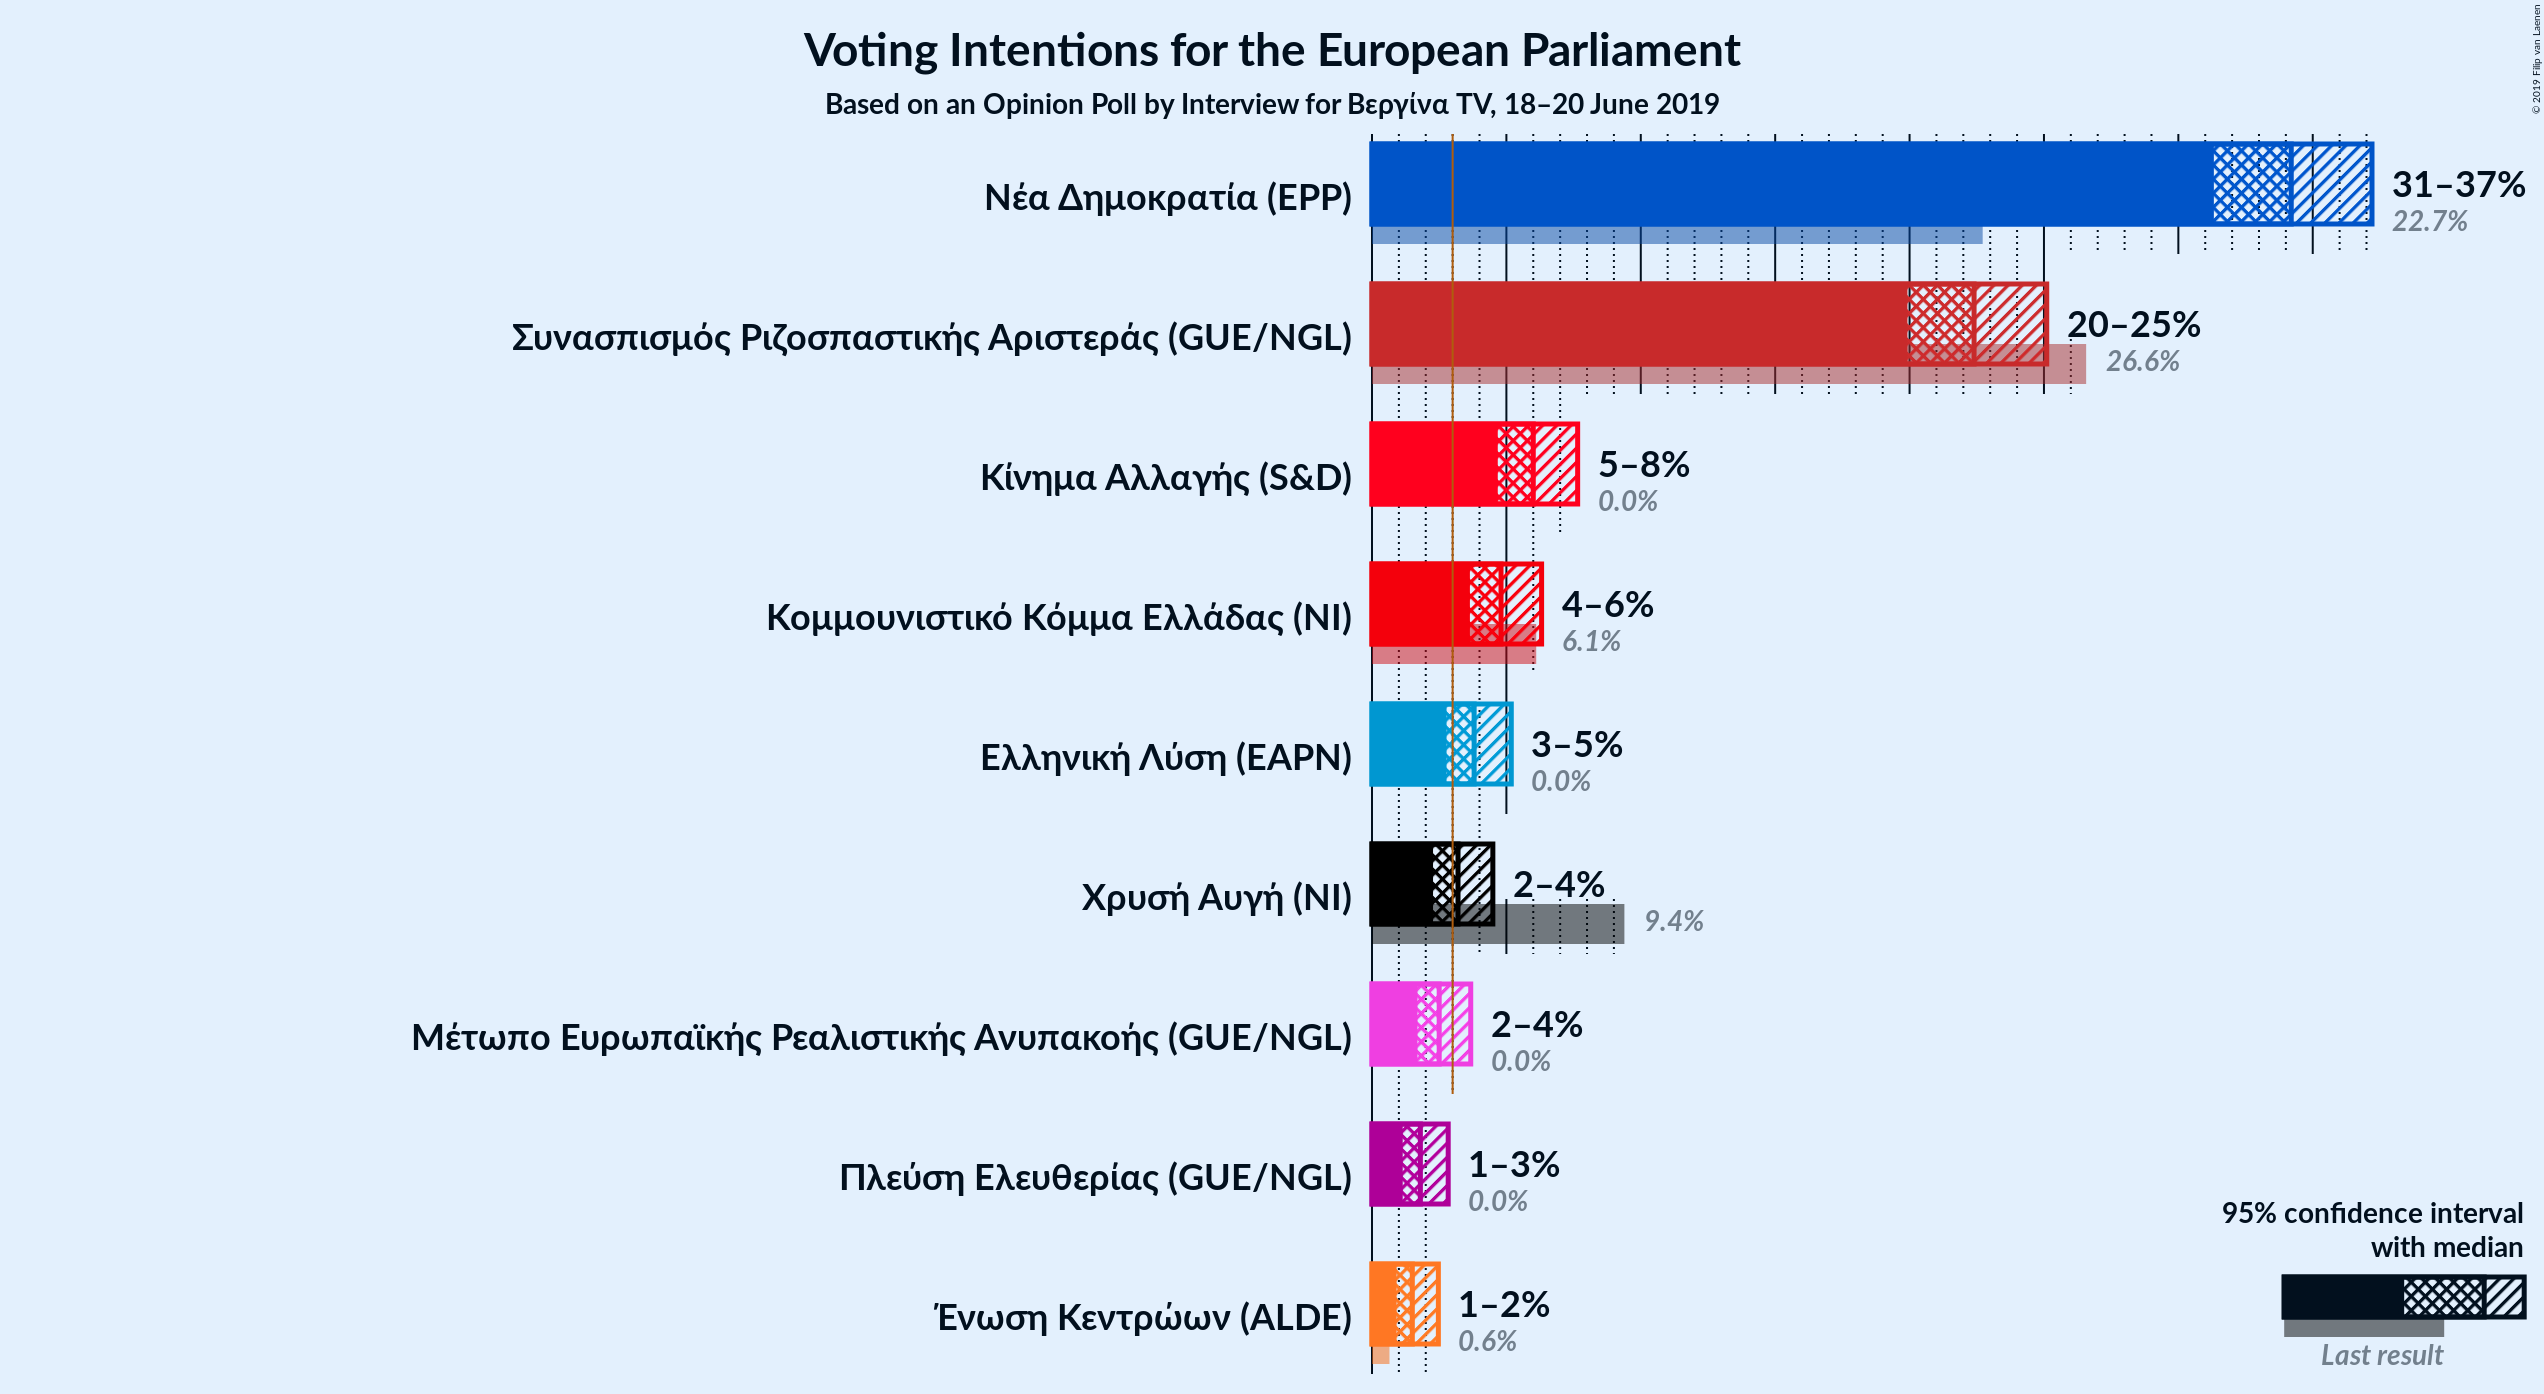 Voting Intentions for the European Parliament
Based on an Opinion Poll by Interview for Βεργίνα TV, 18–20 June 2019
© 2019 Filip van Laenen
Νέα Δημοκρατία (EPP)
31–37%
22.7%
Συνασπισμός Ριζοσπαστικής Αριστεράς (GUE/NGL)
20–25%
26.6%
Κίνημα Αλλαγής (S&D)
5–8%
0.0%
Κομμουνιστικό Κόμμα Ελλάδας (NI)
4–6%
6.1%
Ελληνική Λύση (EAPN)
3–5%
0.0%
Χρυσή Αυγή (NI)
2–4%
9.4%
Μέτωπο Ευρωπαϊκής Ρεαλιστικής Ανυπακοής (GUE/NGL)
2–4%
0.0%
Πλεύση Ελευθερίας (GUE/NGL)
1–3%
0.0%
Ένωση Κεντρώων (ALDE)
1–2%
0.6%
95% confidence interval
with median
Last result